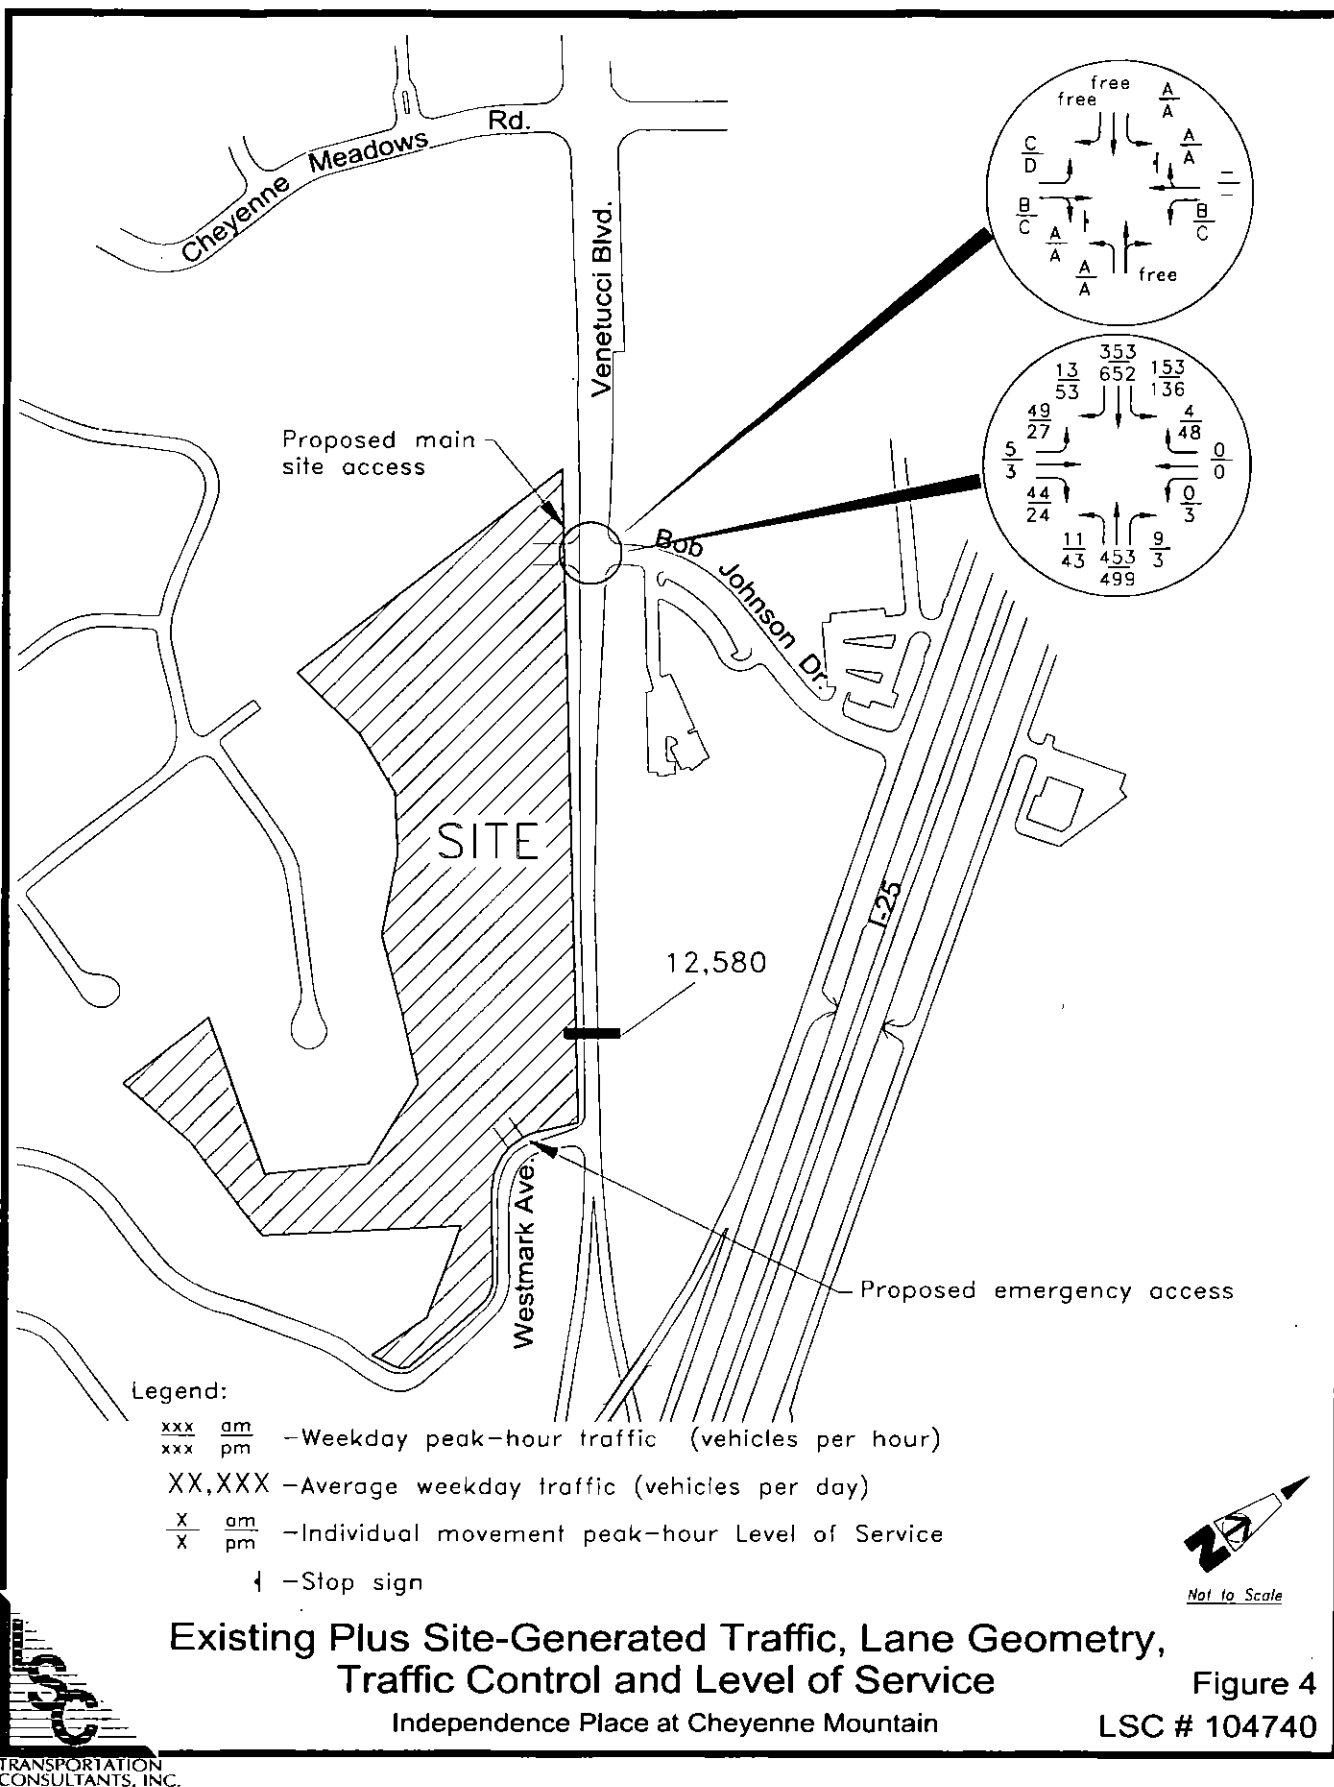 Cheyenne Meadows Rd.
Venetucci Blvd.
free
free
A
A
C
D
A
A
B
C
B
C
A
A
A
A
free
353
652
13
53
153
136
49
27
4
48
5
3
0
0
44
24
0
3
11
43
453
499
9
3
Proposed main
site access
Bob Johnson Dr.
SITE
I-25
12,580
Westmark Ave.
Proposed emergency access
Legend:
xxx am
xxx pm
-Weekday peak-hour traffic (vehicles per hour)
XX,XXX -Average weekday traffic (vehicles per day)
X am
X pm
-Individual movement peak-hour Level of Service
-Stop sign
N
Not to Scale
Existing Plus Site-Generated Traffic, Lane Geometry,
Traffic Control and Level of Service
Figure 4
Independence Place at Cheyenne Mountain
LSC # 104740
LSC
TRANSPORTATION
CONSULTANTS, INC.